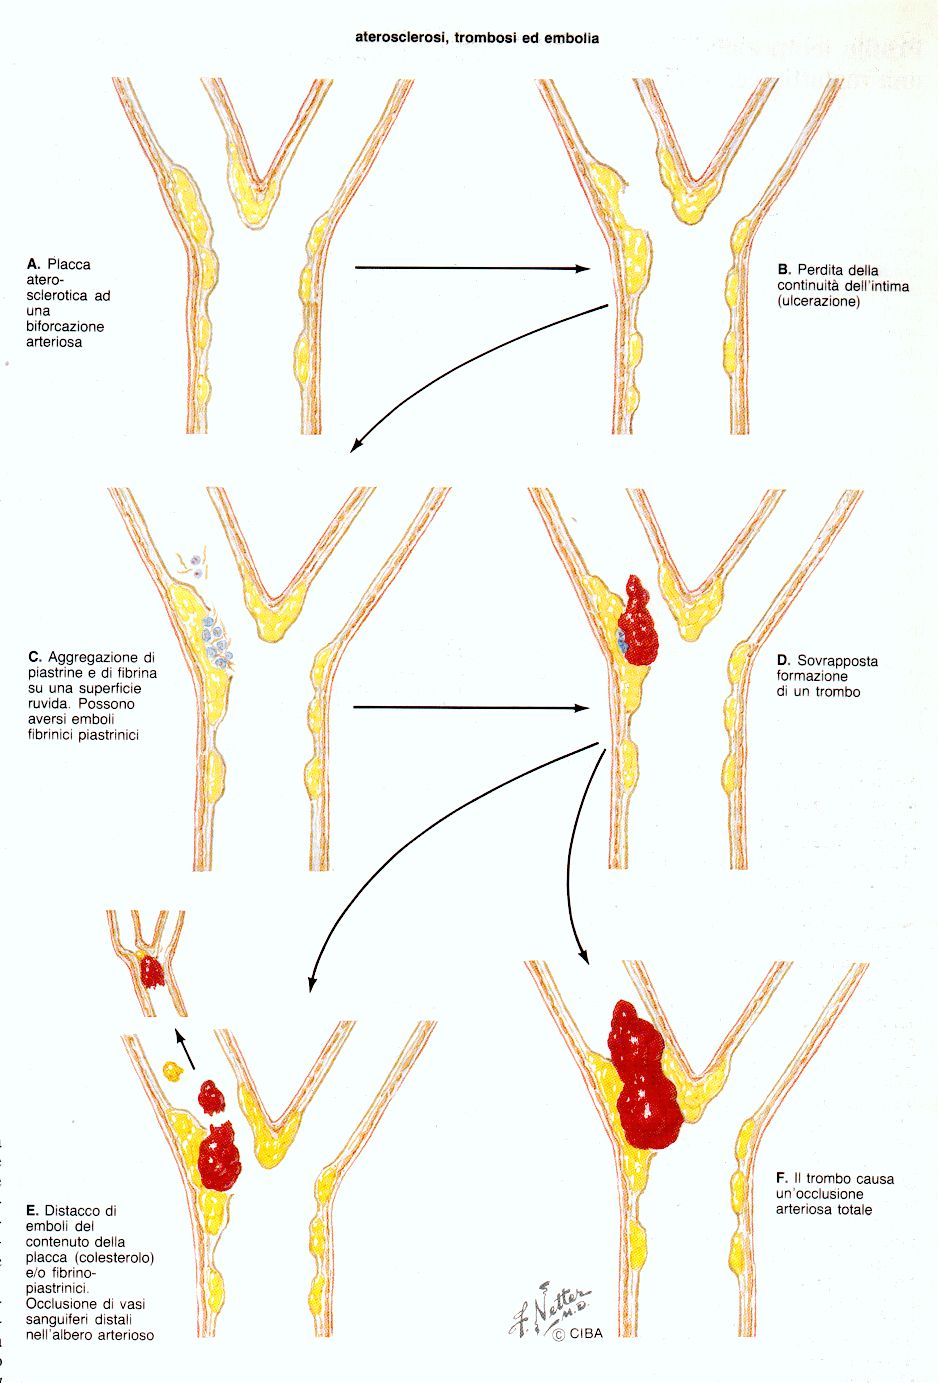 aterosclerosi, trombosi ed embolia
A. Placca
atero-
sclerotica ad
una
biforcazione
arteriosa
B. Perdita della
continuità dell'intima
(ulcerazione)
C. Aggregazione di
piastrine e di fibrina
su una superficie
ruvida. Possono
aversi emboli
fibrinici piastrinici
D. Sovrapposta
formazione
di un trombo
E. Distacco di
emboli del
contenuto della
placca (colesterolo)
e/o fibrino-
piastrinici.
Occlusione di vasi
sanguiferi distali
nell'albero arterioso
F. Il trombo causa
un'occlusione
arteriosa totale
F. Netter
M.D.
© CIBA